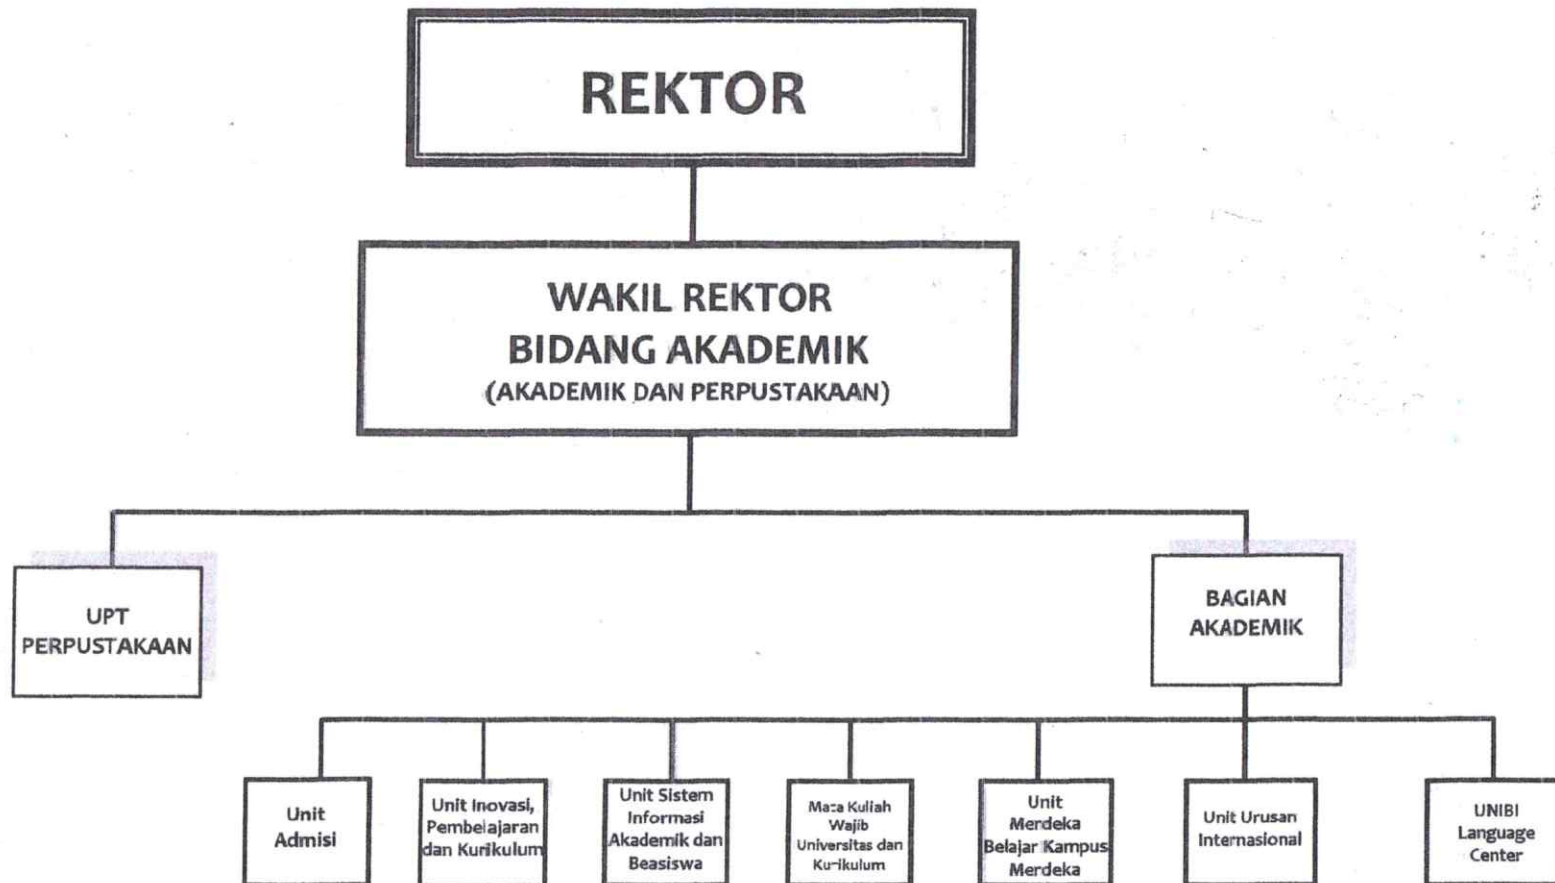 REKTOR
WAKIL REKTOR
BIDANG AKADEMIK
(AKADEMIK DAN PERPUSTAKAAN)
UPT
PERPUSTAKAAN
BAGIAN
AKADEMIK
Unit
Admisi
Unit Inovasi,
Pembelajaran
dan Kurikulum
Unit Sistem
Informasi
Akademik dan
Beasiswa
Mata Kuliah
Wajib
Universitas dan
Kurikulum
Unit
Merdeka
Belajar Kampus
Merdeka
Unit Urusan
Internasional
UNIBI
Language
Center